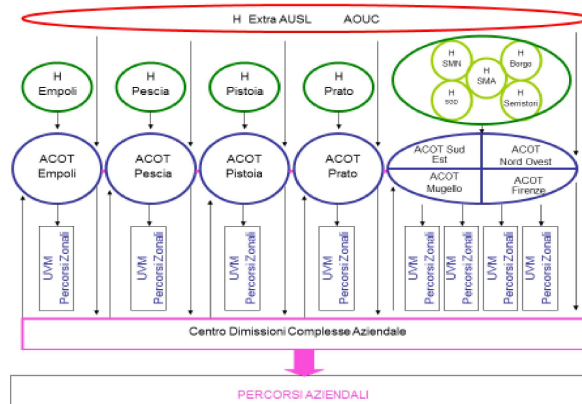 H Extra AUSL AOUC
H
Empoli
H
Pescia
H
Pistoia
H
Prato
H
SMN
H
Borgo
H
SMA
H
SGD
H
Serristori
ACOT
Empoli
ACOT
Pescia
ACOT
Pistoia
ACOT
Prato
ACOT Sud
Est
ACOT
Nord Ovest
ACOT
Mugello
ACOT
Firenze
UVM
Percorsi Zonali
UVM
Percorsi Zonali
UVM
Percorsi Zonali
UVM
Percorsi Zonali
UVM
Percorsi Zonali
UVM
Percorsi Zonali
UVM
Percorsi Zonali
UVM
Percorsi Zonali
Centro Dimissioni Complesse Aziendale
PERCORSI AZIENDALI